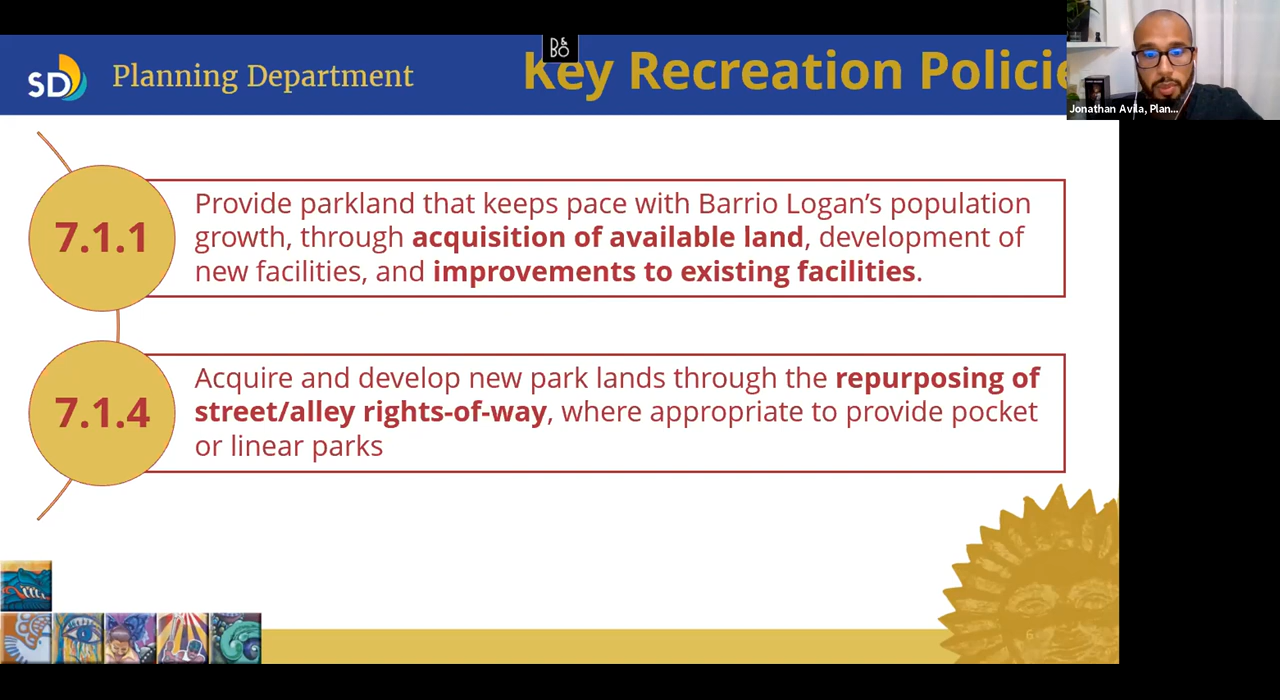 B&
BO
SD Planning Department
Key Recreation Policie
Jonathan Avila, Plan...
7.1.1
Provide parkland that keeps pace with Barrio Logan’s population
growth, through acquisition of available land, development of
new facilities, and improvements to existing facilities.
7.1.4
Acquire and develop new park lands through the repurposing of
street/alley rights-of-way, where appropriate to provide pocket
or linear parks